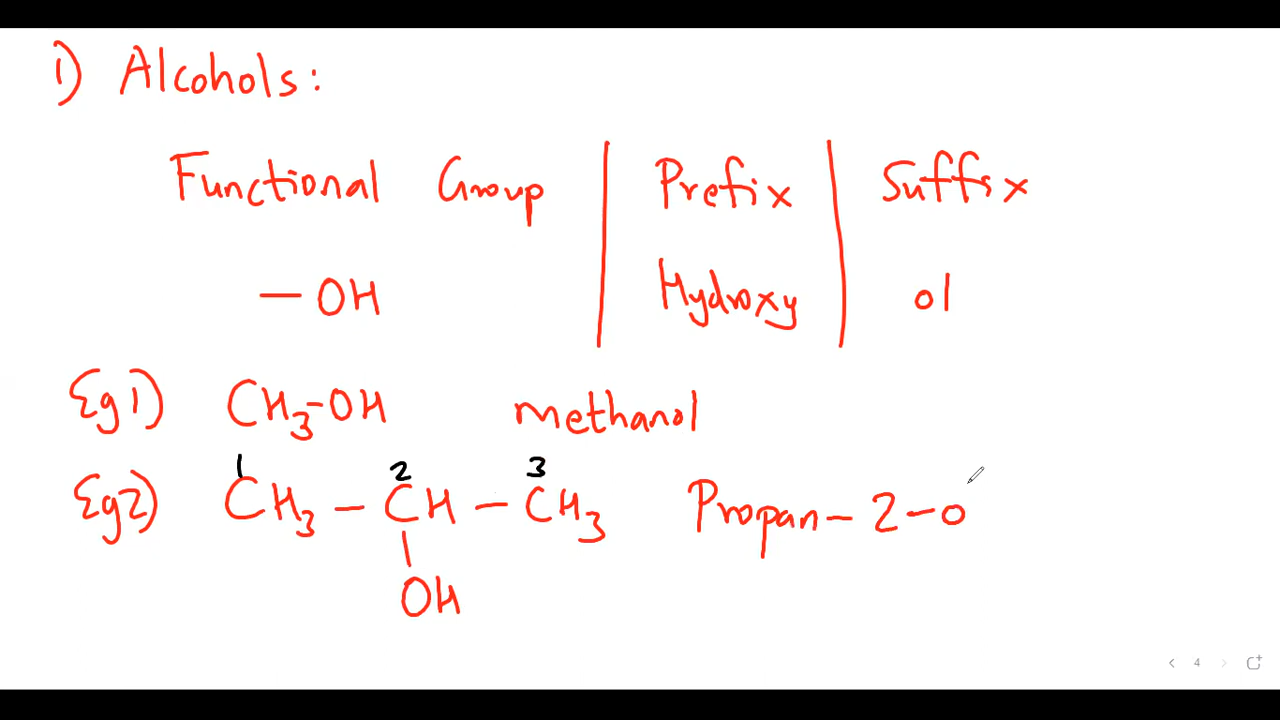 1) Alcohols:
Functional Group Prefix Suffix
—OH Hydroxy ol
Eg1) CH3-OH methanol
1 2 3
Eg2) CH3 — CH — CH3 Propan-2-o
OH
< 4 >